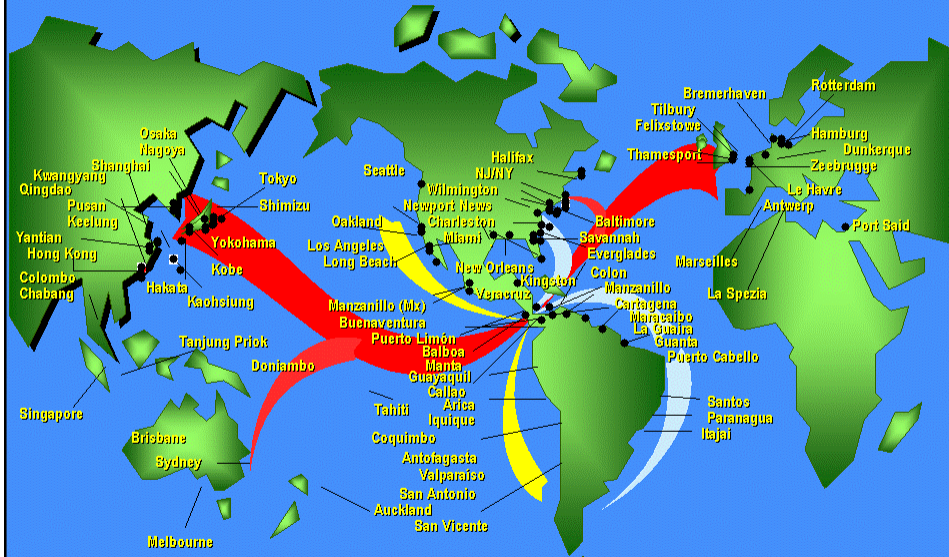 Osaka
Nagoya
Shanghai
Kwangyang
Qingdao
Pusan
Keelung
Yantian
Hong Kong
Colombo
Chabang
Hakata
Kaohsiung
Kobe
Yokohama
Shimizu
Tokyo
Tanjung Priok
Singapore
Doniambo
Brisbane
Sydney
Melbourne
Tahiti
Auckland
Seattle
Oakland
Los Angeles
Long Beach
Halifax
NJ/NY
Wilmington
Newport News
Charleston
Miami
New Orleans
Veracruz
Kingston
Baltimore
Savannah
Everglades
Colon
Manzanillo
Cartagena
Maracaibo
La Guaira
Guanta
Puerto Cabello
Manzanillo (Mx)
Buenaventura
Puerto Limón
Balboa
Manta
Guayaquil
Callao
Arica
Iquique
Coquimbo
Antofagasta
Valparaíso
San Antonio
San Vicente
Santos
Paranagua
Itajai
Bremerhaven
Tilbury
Felixstowe
Thamesport
Rotterdam
Hamburg
Dunkerque
Zeebrugge
Le Havre
Antwerp
Port Said
Marseilles
La Spezia